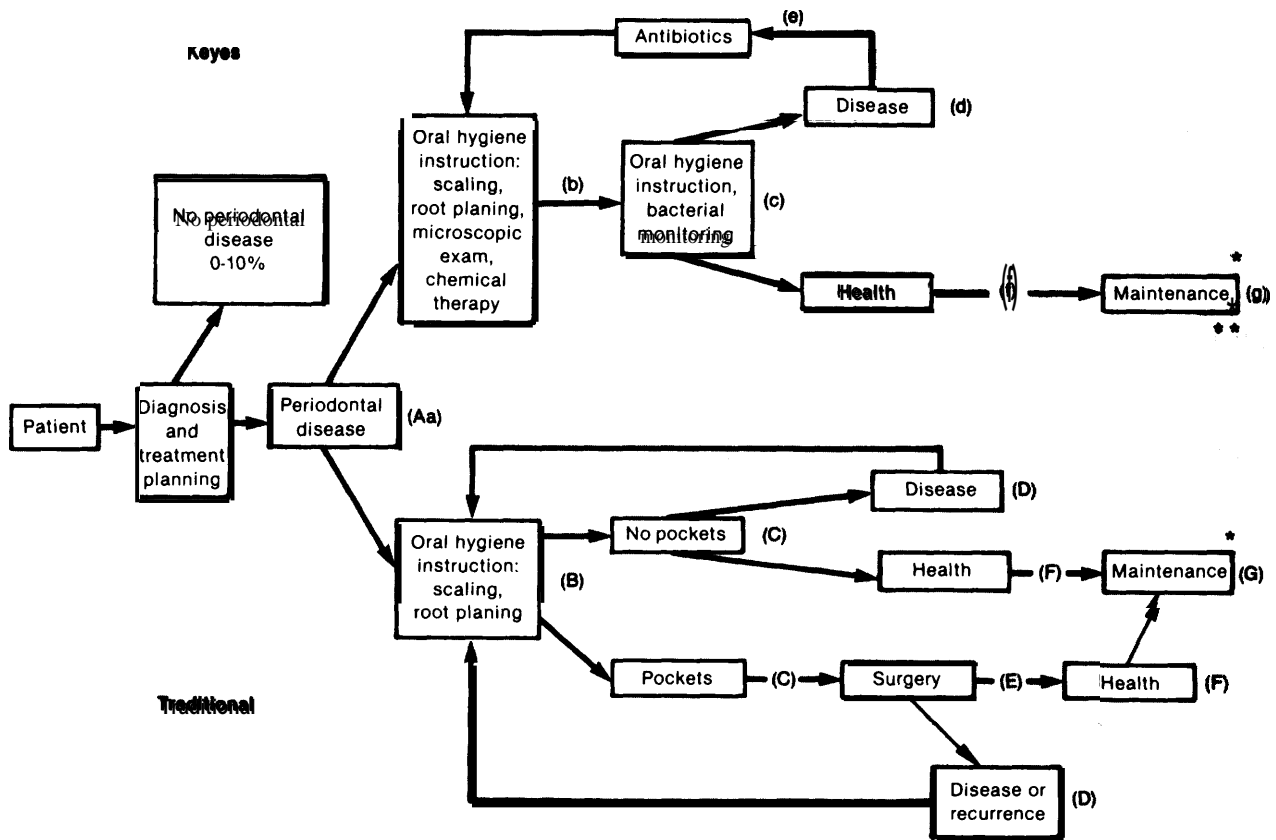 Keyes
(e)
Antibiotics
Disease
(d)
Oral hygiene
instruction:
scaling,
root planing,
microscopic
exam,
chemical
therapy
(b)
Oral hygiene
instruction,
bacterial
monitoring
(c)
No periodontal
disease
0-10%
*
Health
(f)
Maintenance
(g)
* *
Patient
Diagnosis
and
treatment
planning
Periodontal
disease
(Aa)
Disease
(D)
Oral hygiene
instruction:
scaling,
root planing
(B)
No pockets
(C)
*
Health
(F)
Maintenance
(G)
Pockets
(C)
Surgery
(E)
Health
(F)
Traditional
Disease or
recurrence
(D)